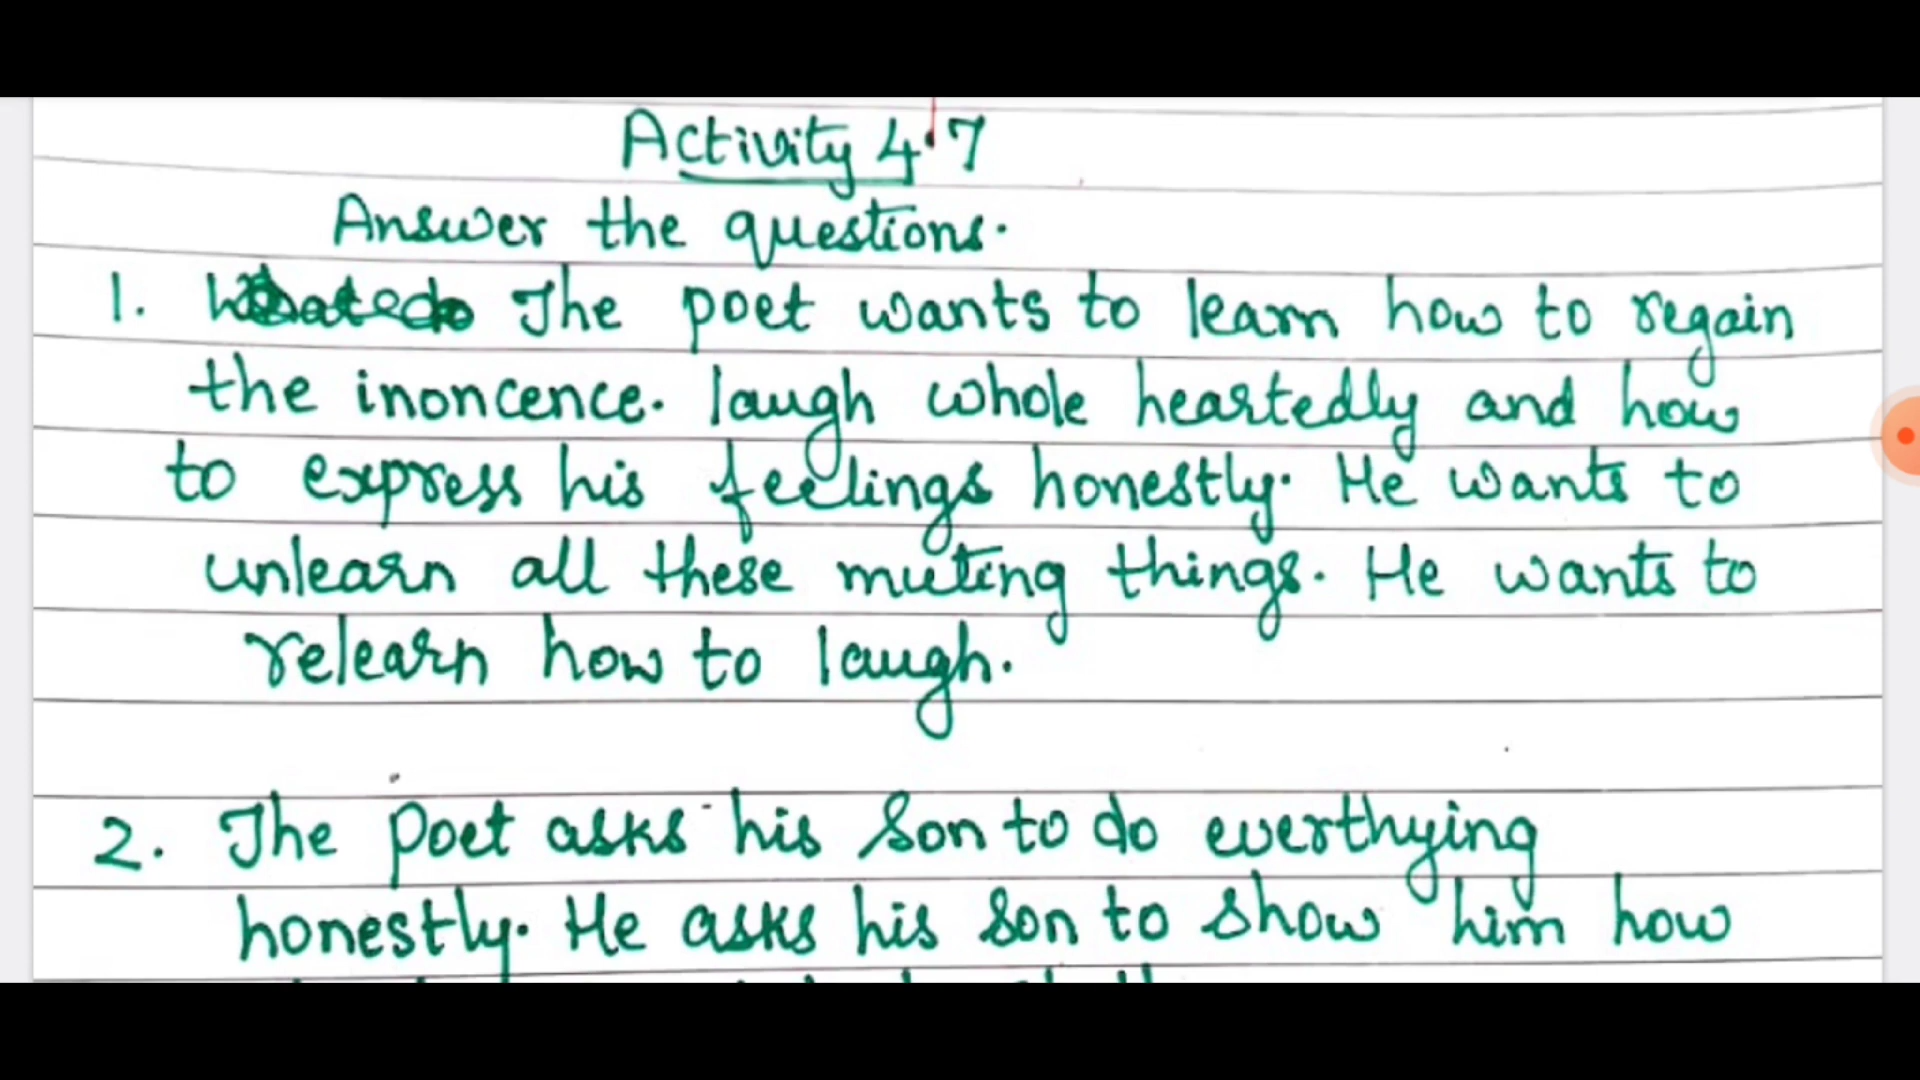 Activity 4.7
Answer the questions.
1. The poet wants to learn how to regain
the inoncence. laugh whole heartedly and how
to express his feelings honestly. He wants to
unlearn all these muting things. He wants to
relearn how to laugh.
2. The poet asks his son to do everthying
honestly. He asks his son to show him how